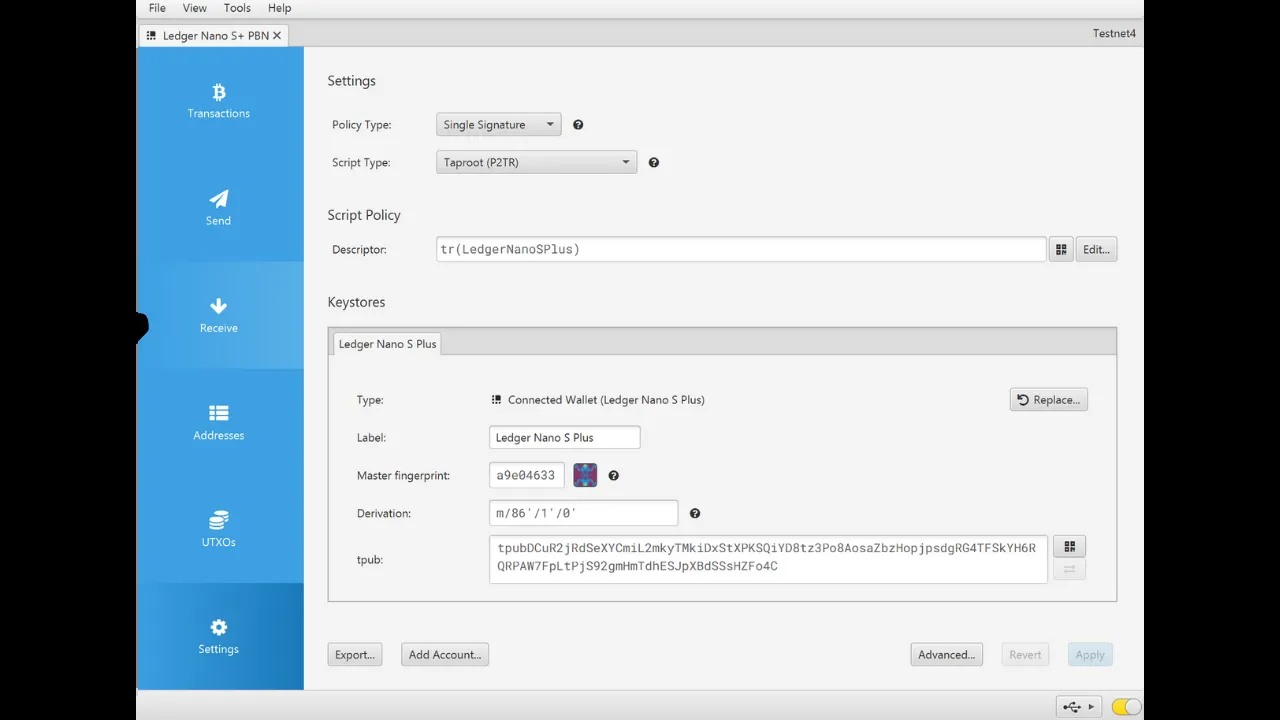 File View Tools Help
Ledger Nano S+ PBN
Testnet4
Transactions
Send
Receive
Addresses
UTXOs
Settings
Settings
Policy Type: Single Signature
Script Type: Taproot (P2TR)
Script Policy
Descriptor: tr(LedgerNanoSPlus) Edit...
Keystores
Ledger Nano S Plus
Type: Connected Wallet (Ledger Nano S Plus) Replace...
Label: Ledger Nano S Plus
Master fingerprint: a9e04633
Derivation: m/86'/1'/0'
tpub: tpubDCuR2jRdSeXYCmiL2mkyTMkiDxStXPKSQiYD8tz3Po8AosaZbzHopjpsdgRG4TFSkYH6R
QRPAW7FpLtPjS92gmHmTdhESJpXBdSSsHZFo4C
Export... Add Account... Advanced... Revert Apply